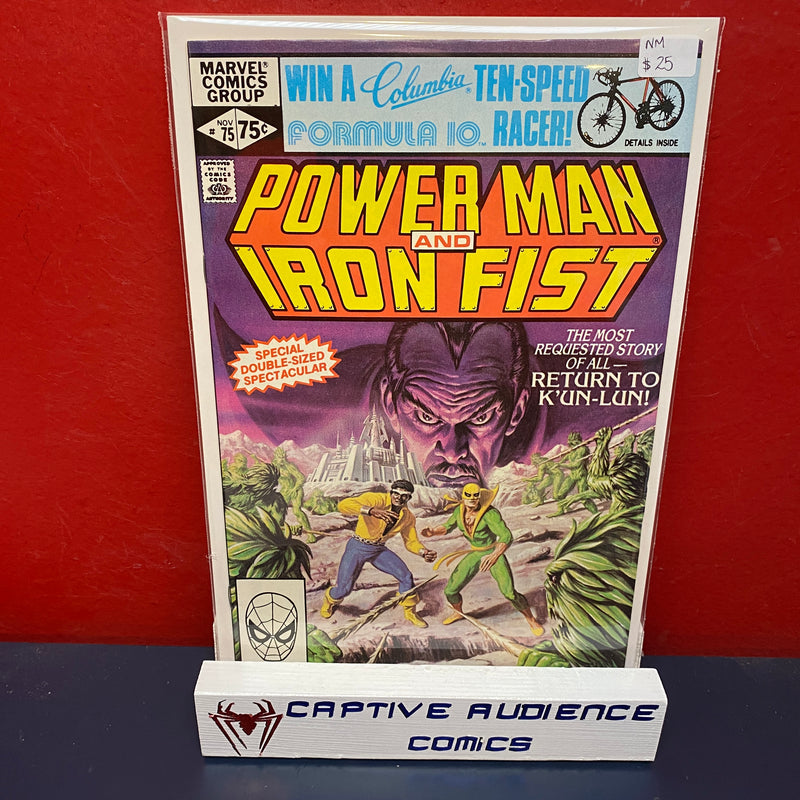 NM
$25
MARVEL®
COMICS
GROUP
NOV
# 75 75¢
WIN A Columbia® TEN-SPEED
FORMULA 10™ RACER!
DETAILS INSIDE
APPROVED
BY THE
COMICS
CODE
AUTHORITY
POWER MAN
AND
IRON FIST®
SPECIAL
DOUBLE-SIZED
SPECTACULAR
THE MOST
REQUESTED STORY
OF ALL—
RETURN TO
K'UN-LUN!
CAPTIVE AUDIENCE
COMiCS